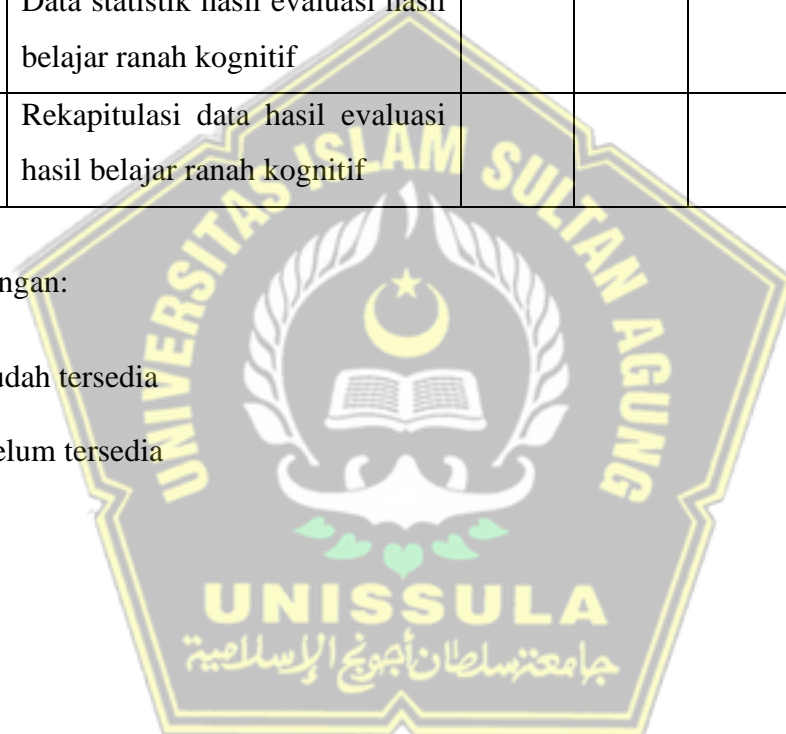 Data statistik hasil evaluasi hasil
belajar ranah kognitif
Rekapitulasi data hasil evaluasi
hasil belajar ranah kognitif
ngan:
udah tersedia
elum tersedia
UNIVERSITAS ISLAM SULTAN AGUNG
UNISSULA
جامعة سلطان أجونج الإسلامية